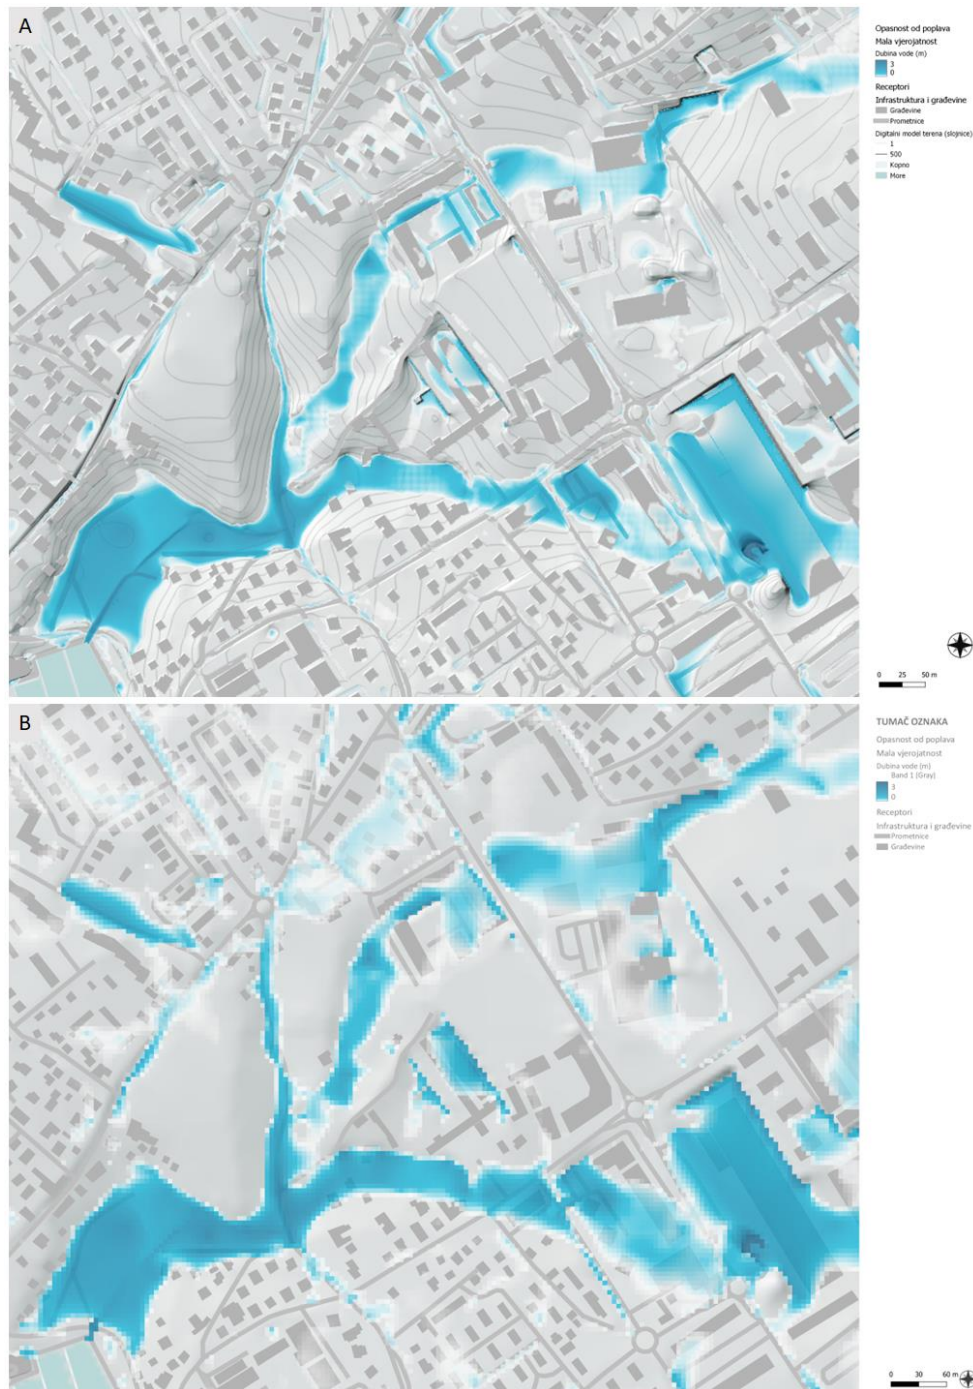 A
Opasnost od poplava
Mala vjerojatnost
Dubina vode (m)
3
0
Receptori
Infrastruktura i građevine
Građevine
Prometnice
Digitalni model terena (slojnice)
1
500
Kopno
More
0 25 50 m
B
TUMAČ OZNAKA
Opasnost od poplava
Mala vjerojatnost
Dubina vode (m)
Band 1 (Gray)
3
0
Receptori
Infrastruktura i građevine
Prometnice
Građevine
0 30 60 m